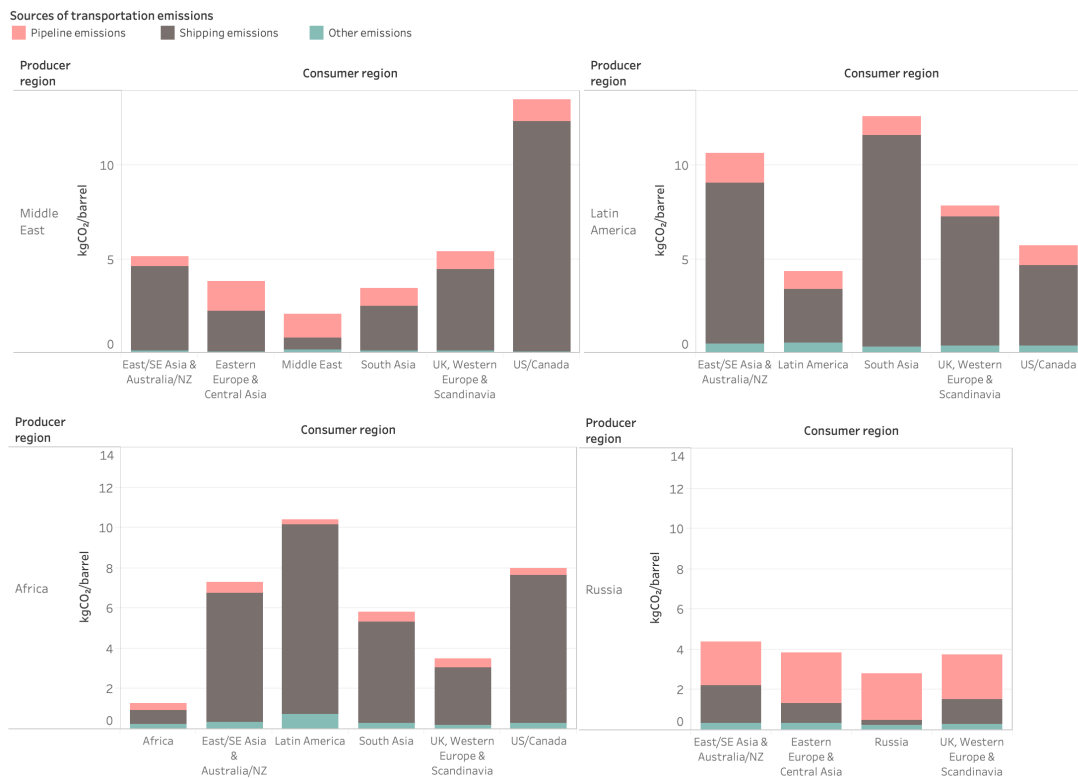 Sources of transportation emissions
Pipeline emissions
Shipping emissions
Other emissions
Producer
region
Consumer region
kgCO₂/barrel
10
5
0
Middle
East
East/SE Asia &
Australia/NZ
Eastern
Europe &
Central Asia
Middle East
South Asia
UK, Western
Europe &
Scandinavia
US/Canada
Producer
region
Consumer region
kgCO₂/barrel
10
5
0
Latin
America
East/SE Asia &
Australia/NZ
Latin America
South Asia
UK, Western
Europe &
Scandinavia
US/Canada
Producer
region
Consumer region
kgCO₂/barrel
14
12
10
8
6
4
2
0
Africa
Africa
East/SE Asia
&
Australia/NZ
Latin America
South Asia
UK, Western
Europe &
Scandinavia
US/Canada
Producer
region
Consumer region
kgCO₂/barrel
14
12
10
8
6
4
2
0
Russia
East/SE Asia &
Australia/NZ
Eastern
Europe &
Central Asia
Russia
UK, Western
Europe &
Scandinavia